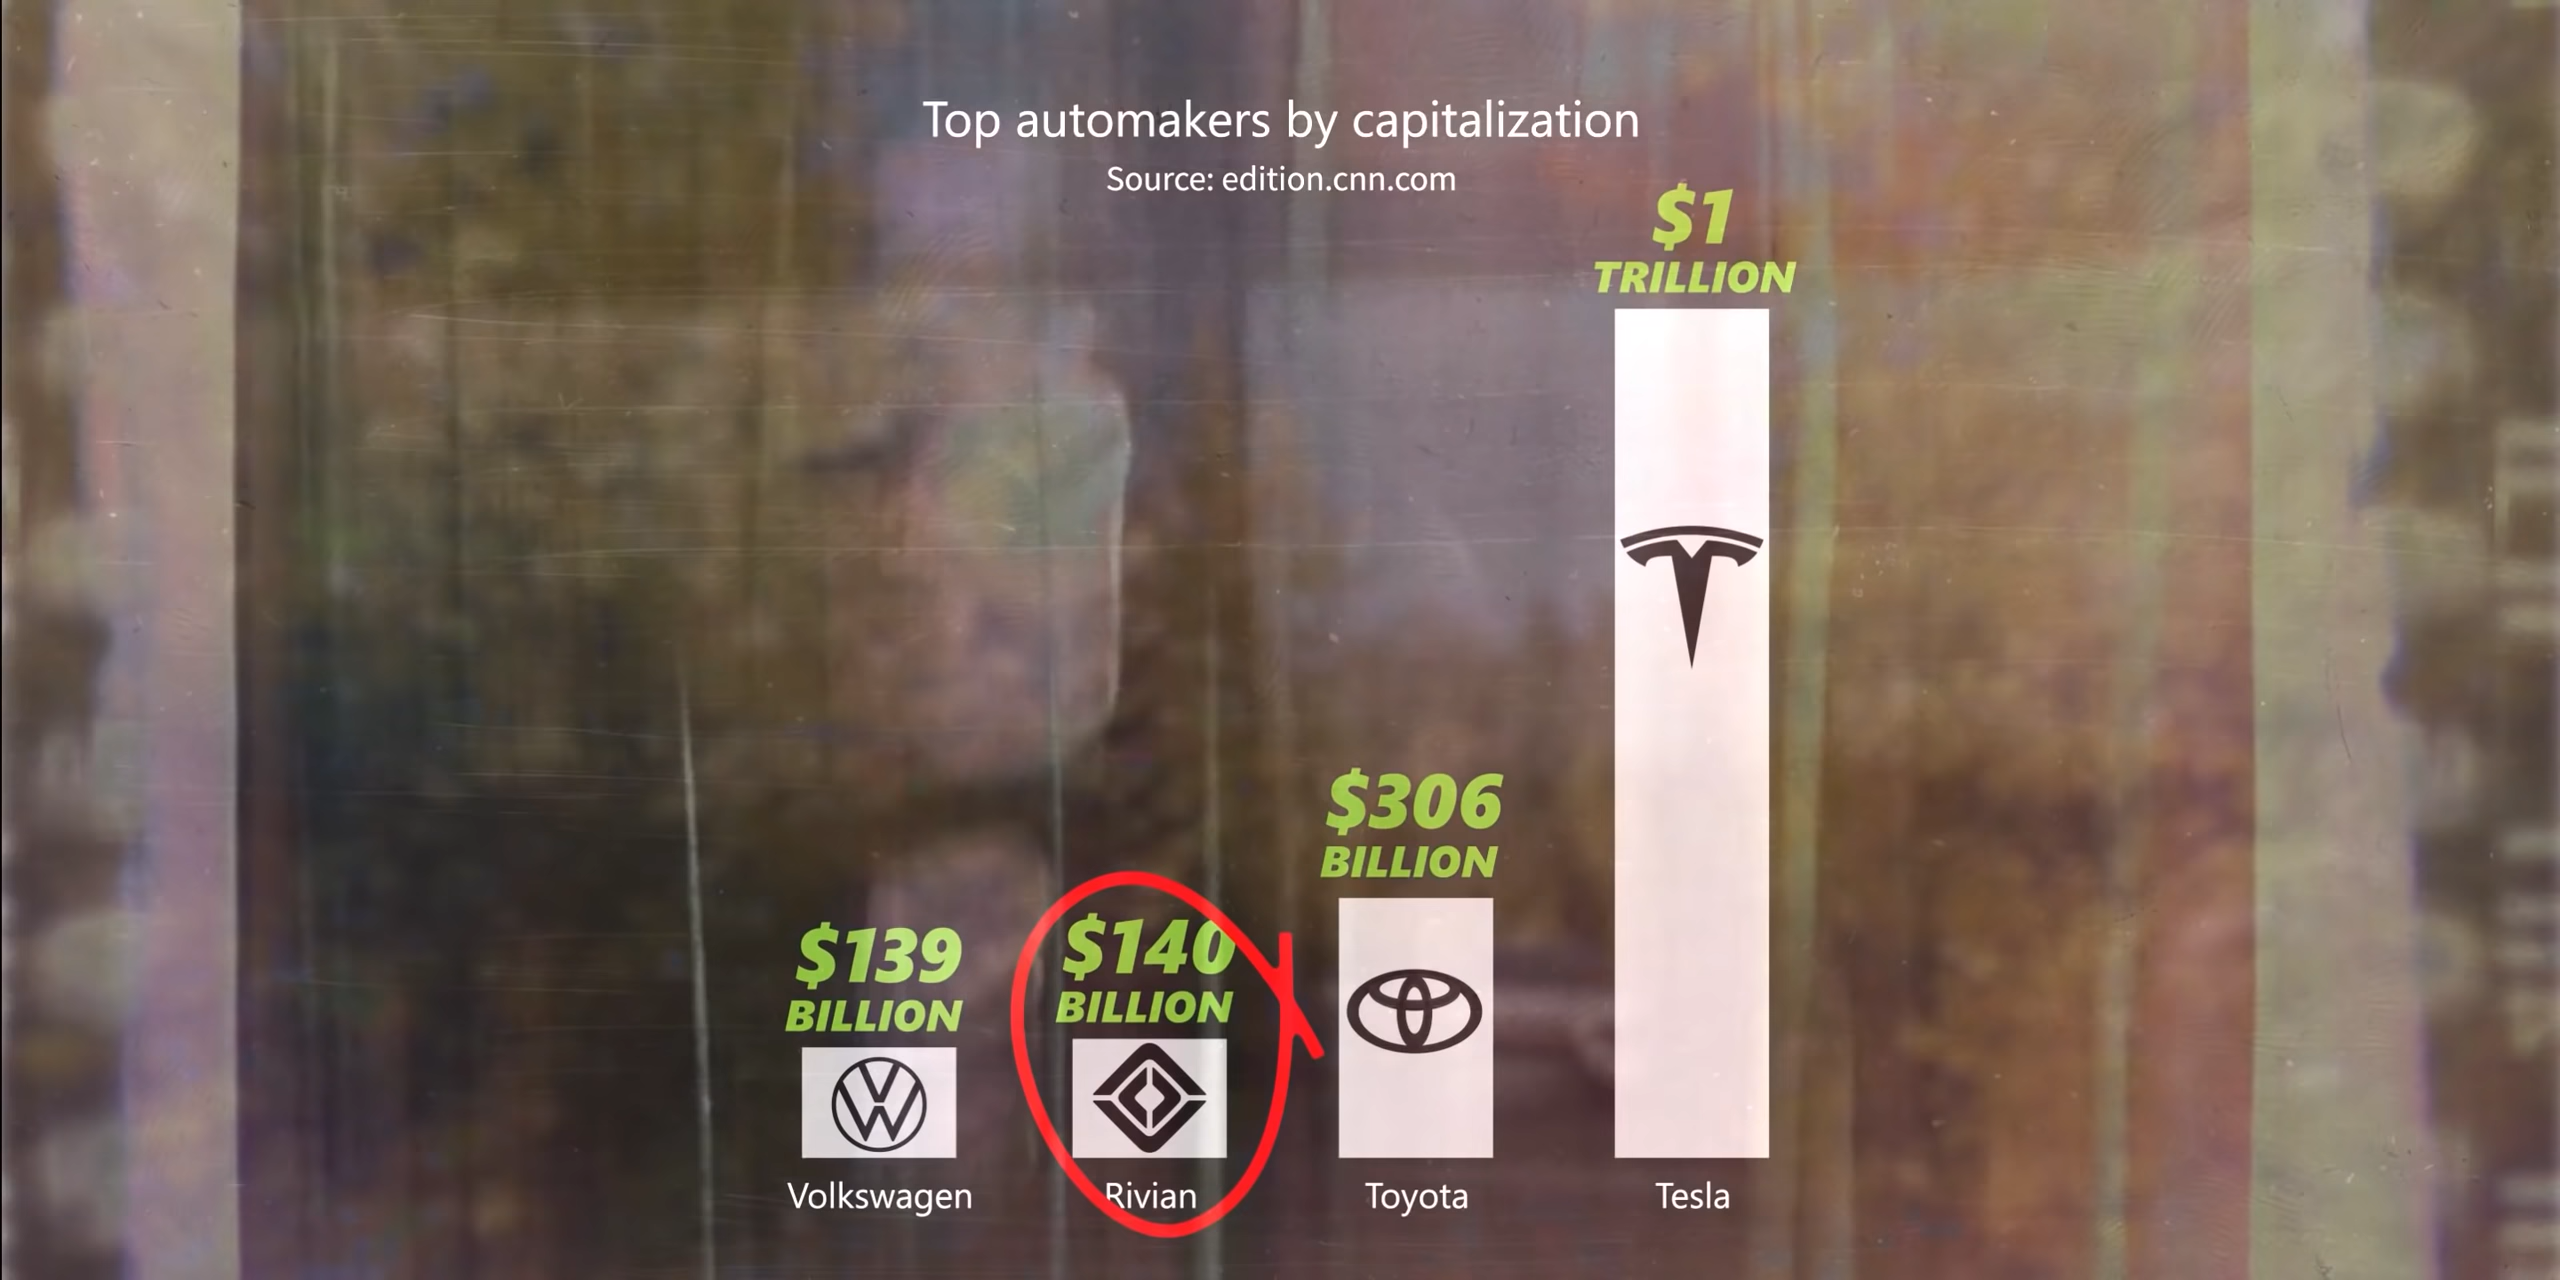 Top automakers by capitalization
Source: edition.cnn.com
$1
TRILLION
$306
BILLION
$139
BILLION
$140
BILLION
Volkswagen
Rivian
Toyota
Tesla